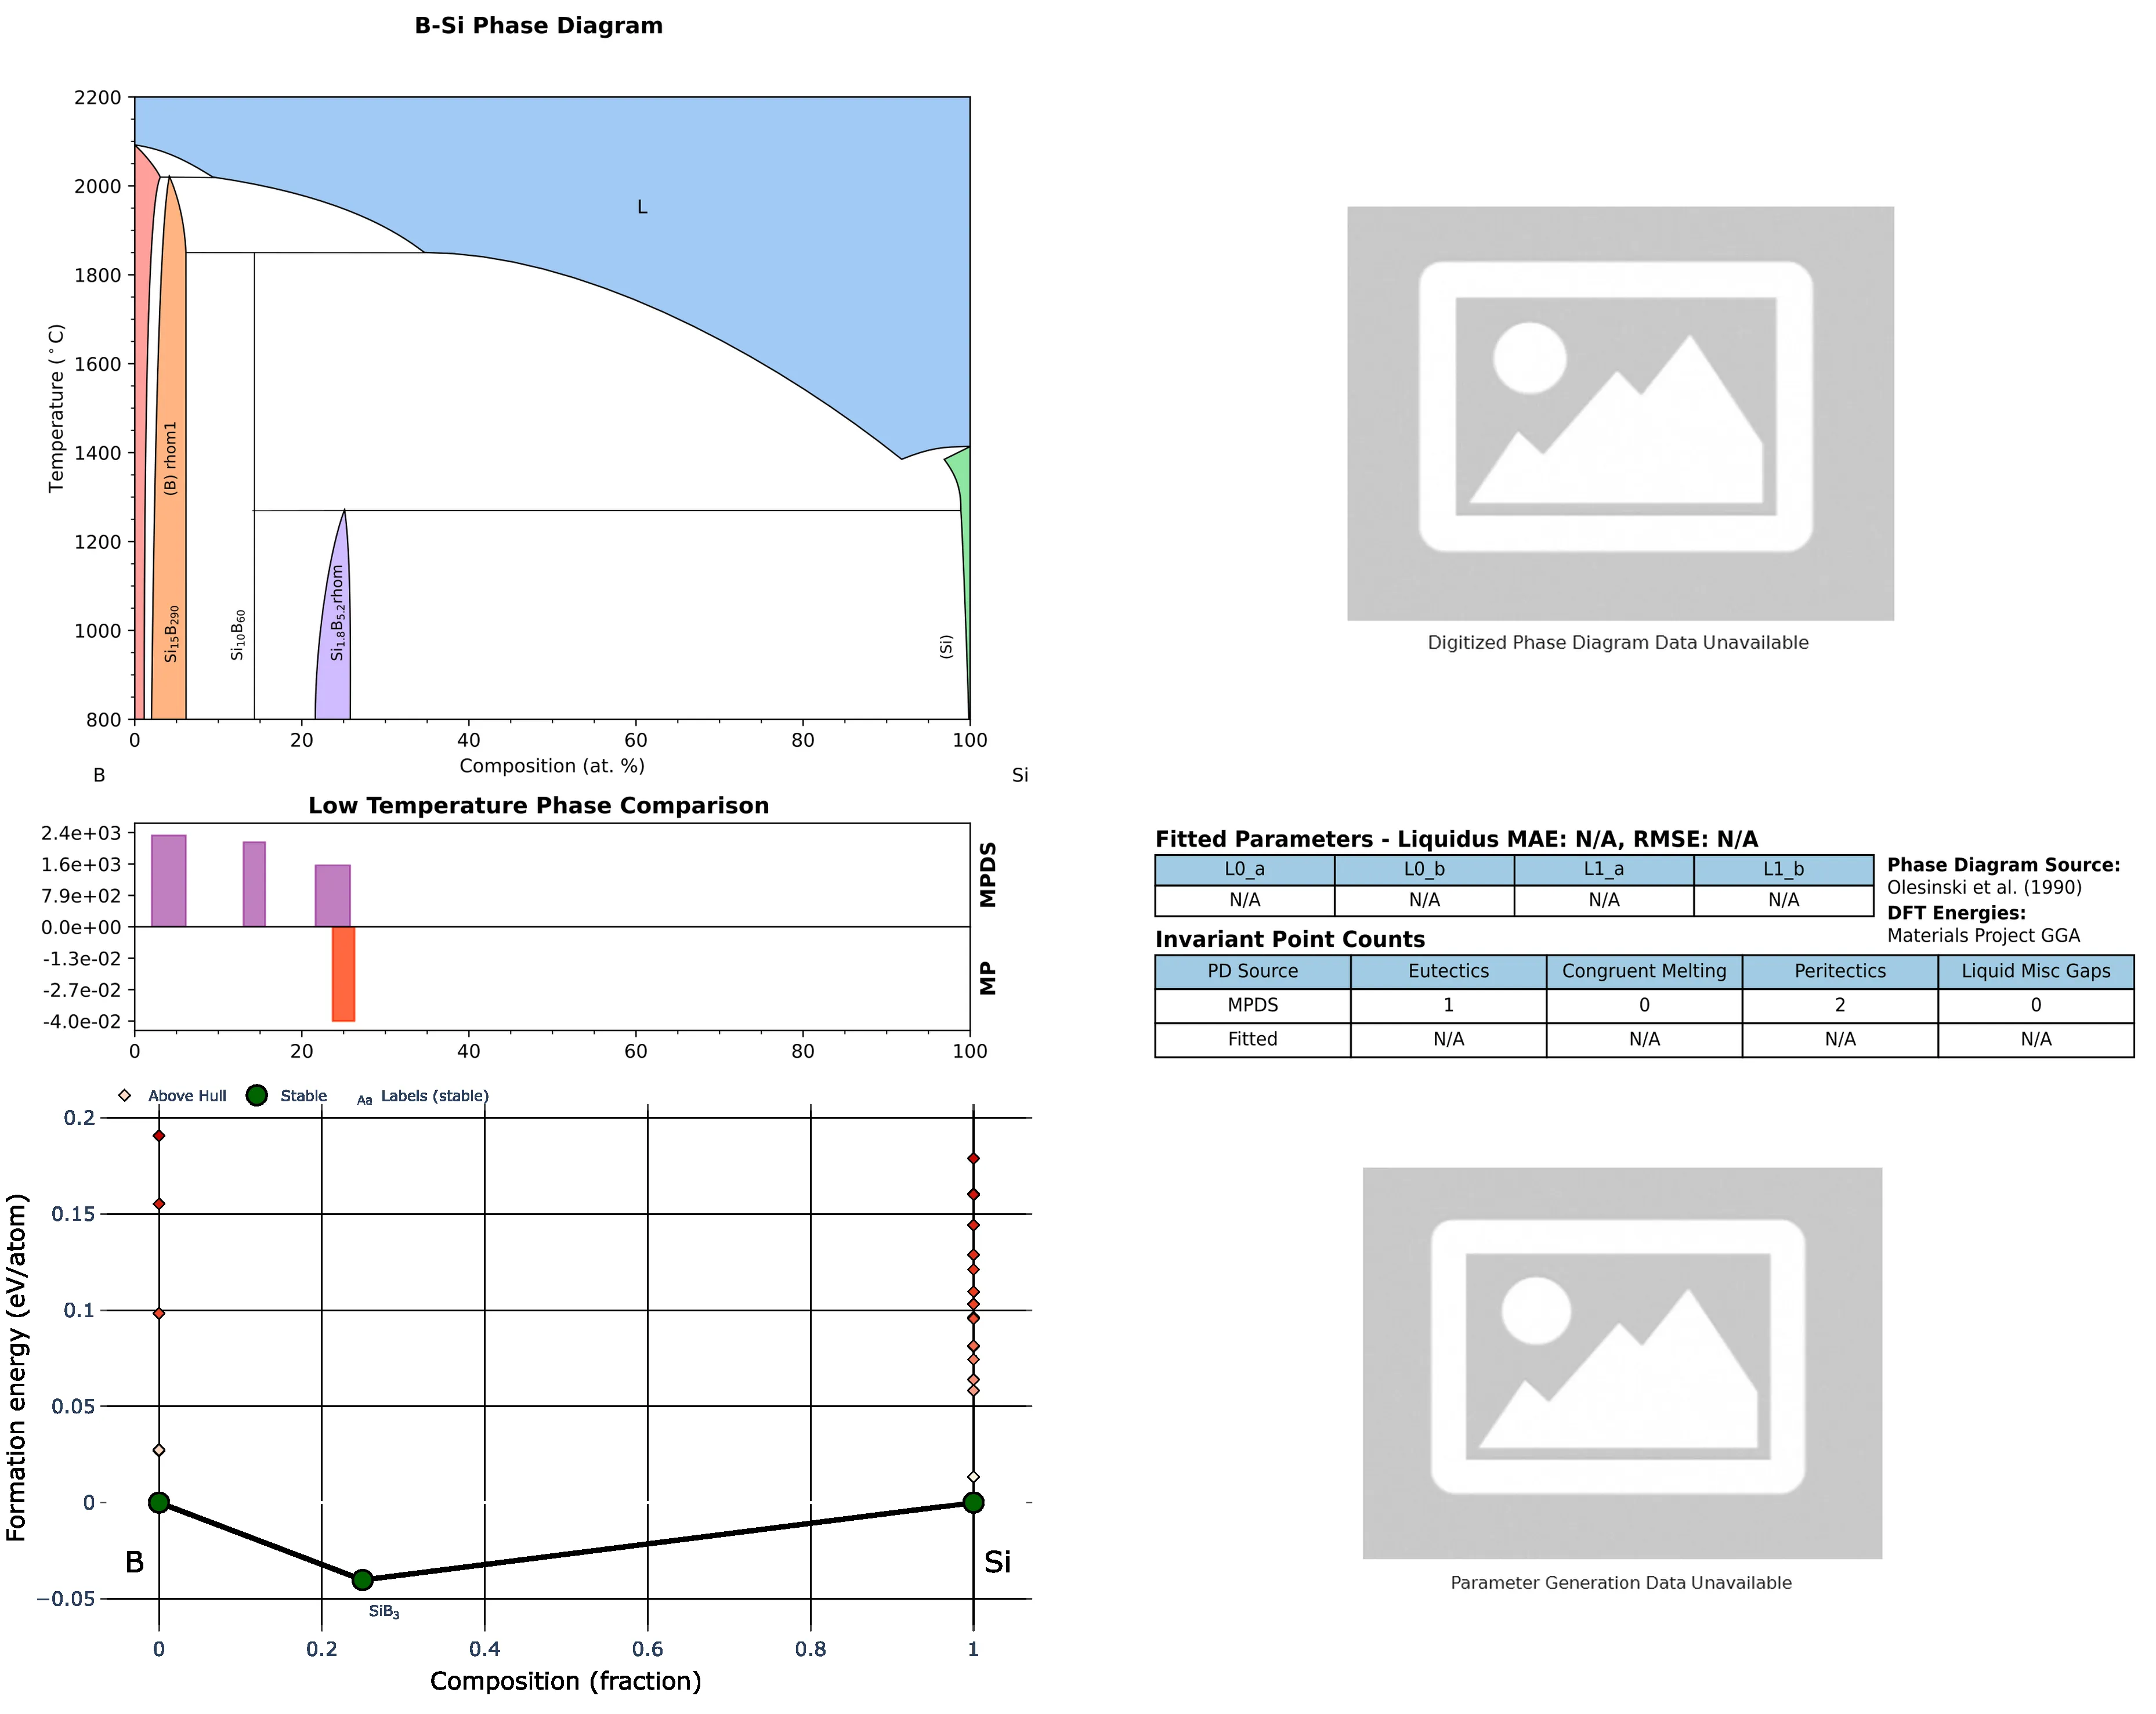 B-Si Phase Diagram
2200
2000
1800
1600
1400
1200
1000
800
Temperature (°C)
L
(B) rhom1
Si₁₁.₅B₂₉₀
Si₁₀B₆₀
Si₁.₈B₅.₂rhom
(Si)
0 20 40 60 80 100
Composition (at. %)
B Si
Low Temperature Phase Comparison
2.4e+03
1.6e+03
7.9e+02
0.0e+00
-1.3e-02
-2.7e-02
-4.0e-02
MPDS
MP
0 20 40 60 80 100
Above Hull Stable Aa Labels (stable)
0.2
0.15
0.1
0.05
0
−0.05
Formation energy (eV/atom)
B
Si
SiB₃
0 0.2 0.4 0.6 0.8 1
Composition (fraction)
Digitized Phase Diagram Data Unavailable
Fitted Parameters - Liquidus MAE: N/A, RMSE: N/A
L0_a L0_b L1_a L1_b
N/A N/A N/A N/A
Phase Diagram Source:
Olesinski et al. (1990)
DFT Energies:
Materials Project GGA
Invariant Point Counts
PD Source Eutectics Congruent Melting Peritectics Liquid Misc Gaps
MPDS 1 0 2 0
Fitted N/A N/A N/A N/A
Parameter Generation Data Unavailable